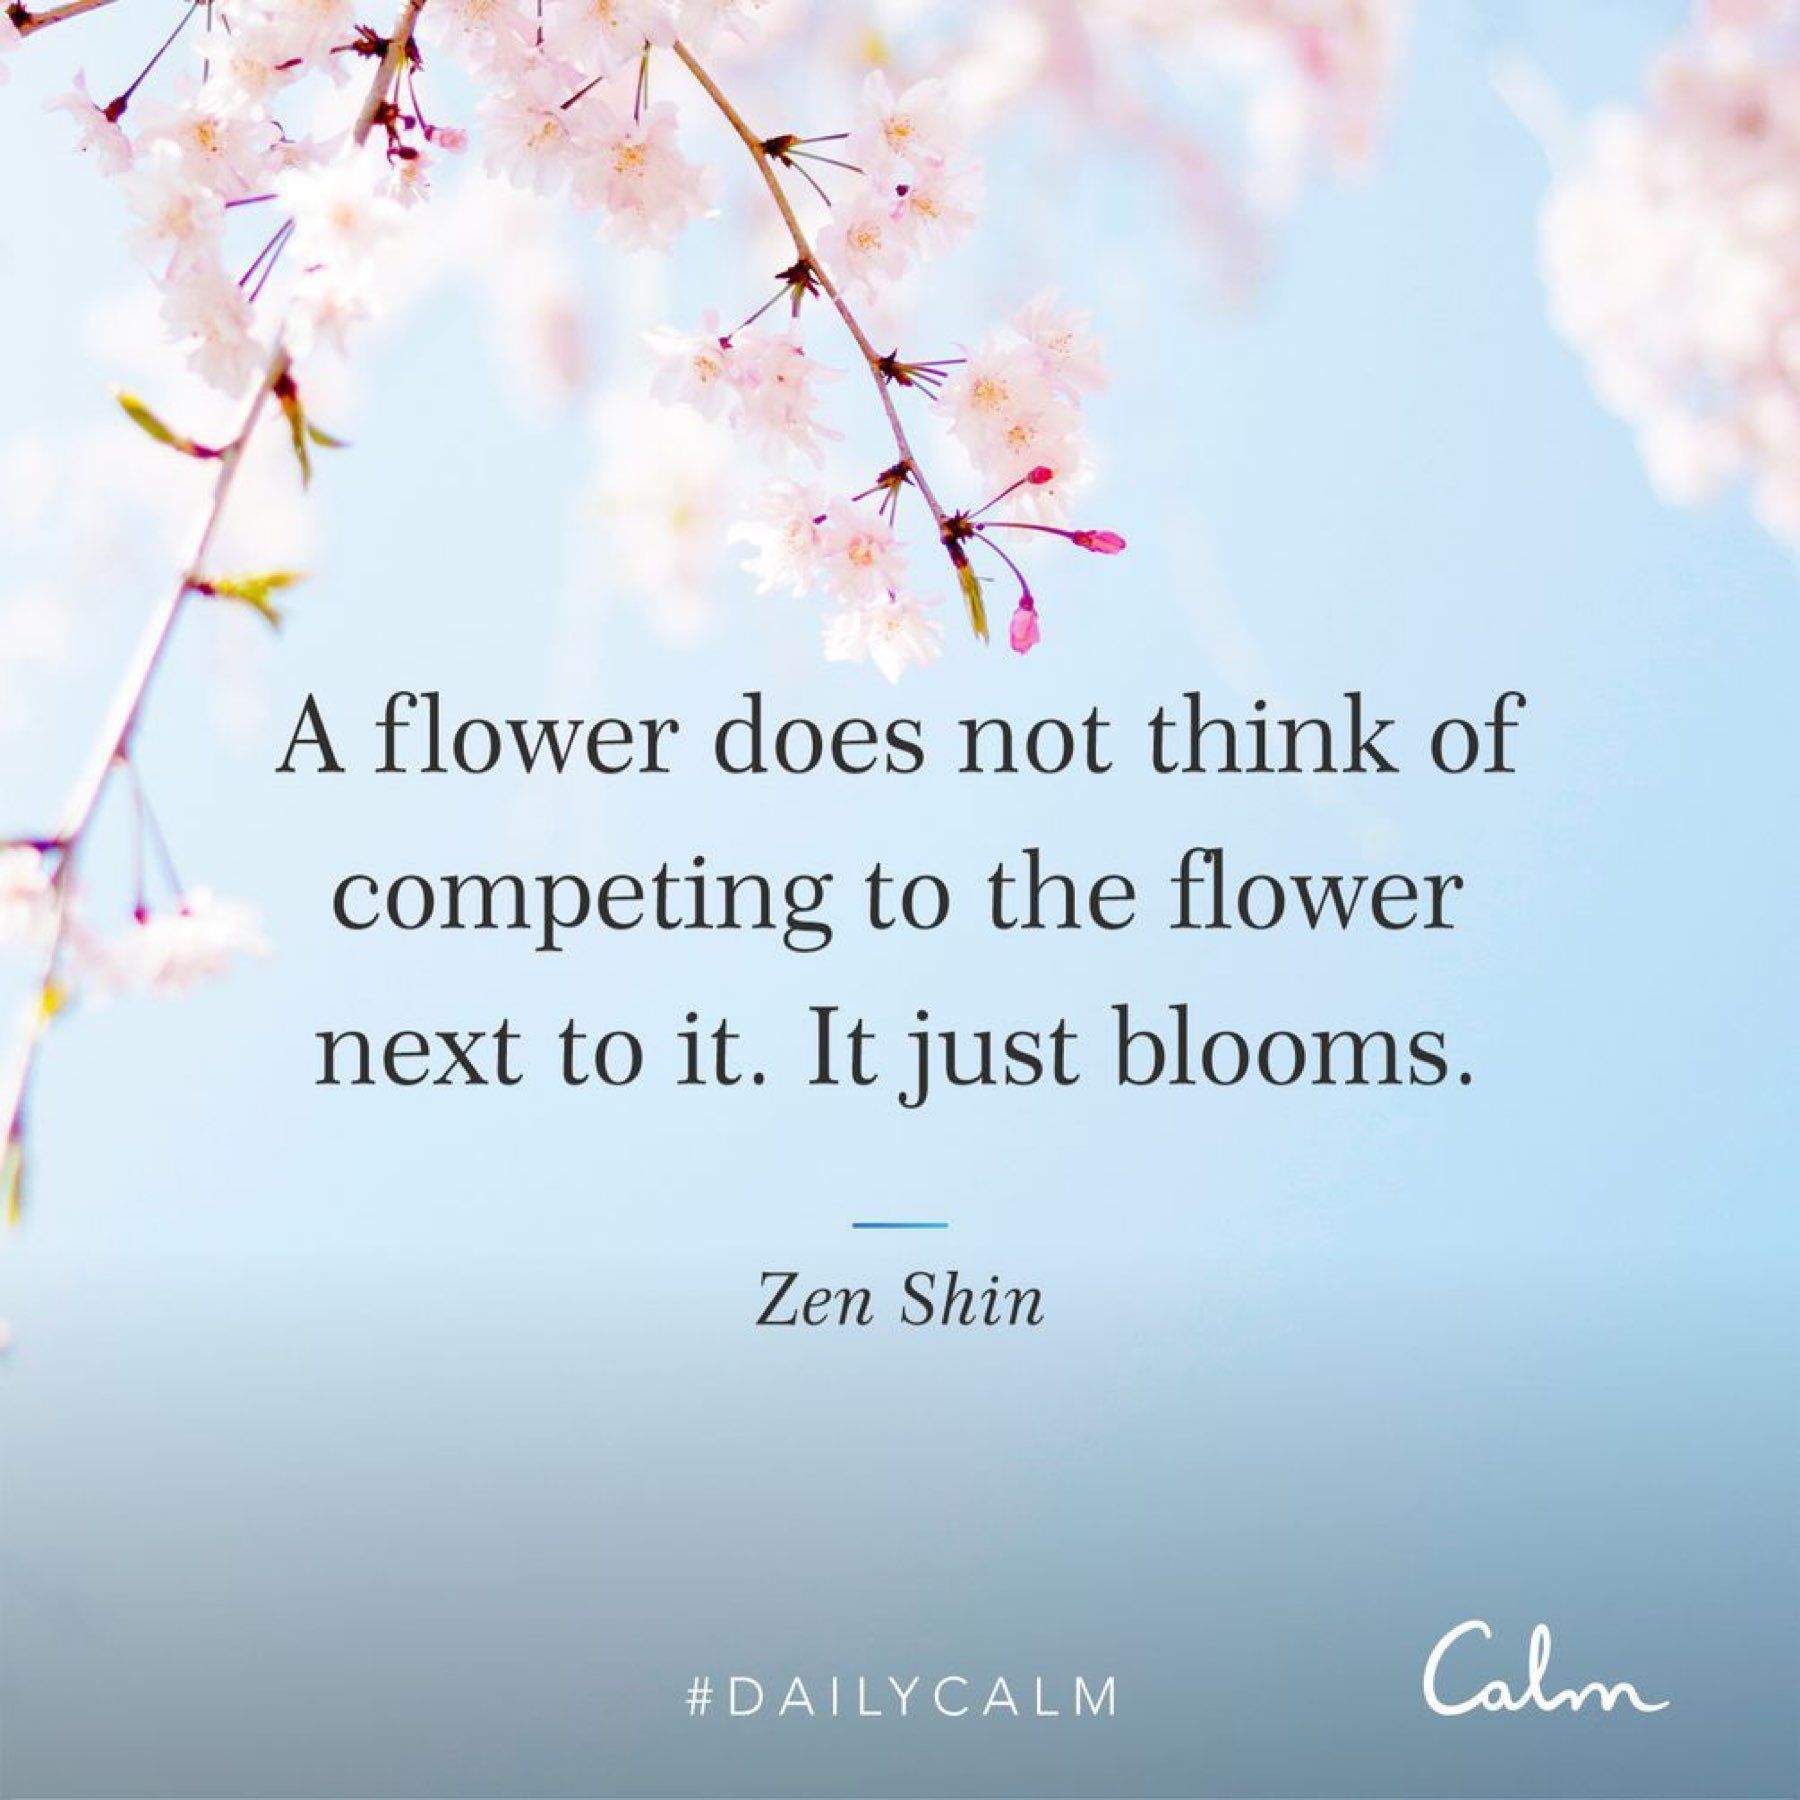 A flower does not think of
competing to the flower
next to it. It just blooms.
Zen Shin
#DAILYCALM
Calm